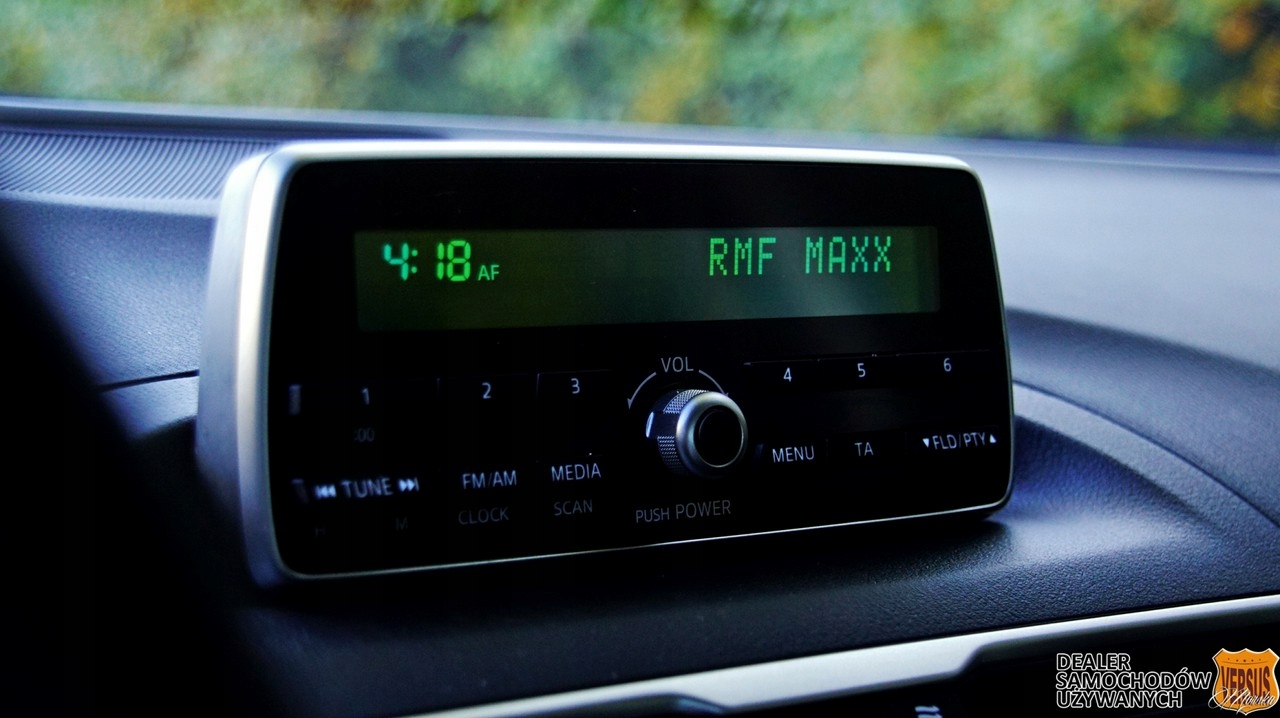 4:18 AF RMF MAXX
VOL
1 2 3 4 5 6
:00
TUNE FM/AM MEDIA MENU TA FLD/PTY
M CLOCK SCAN PUSH POWER
DEALER
SAMOCHODÓW
UŻYWANYCH
VERSUS